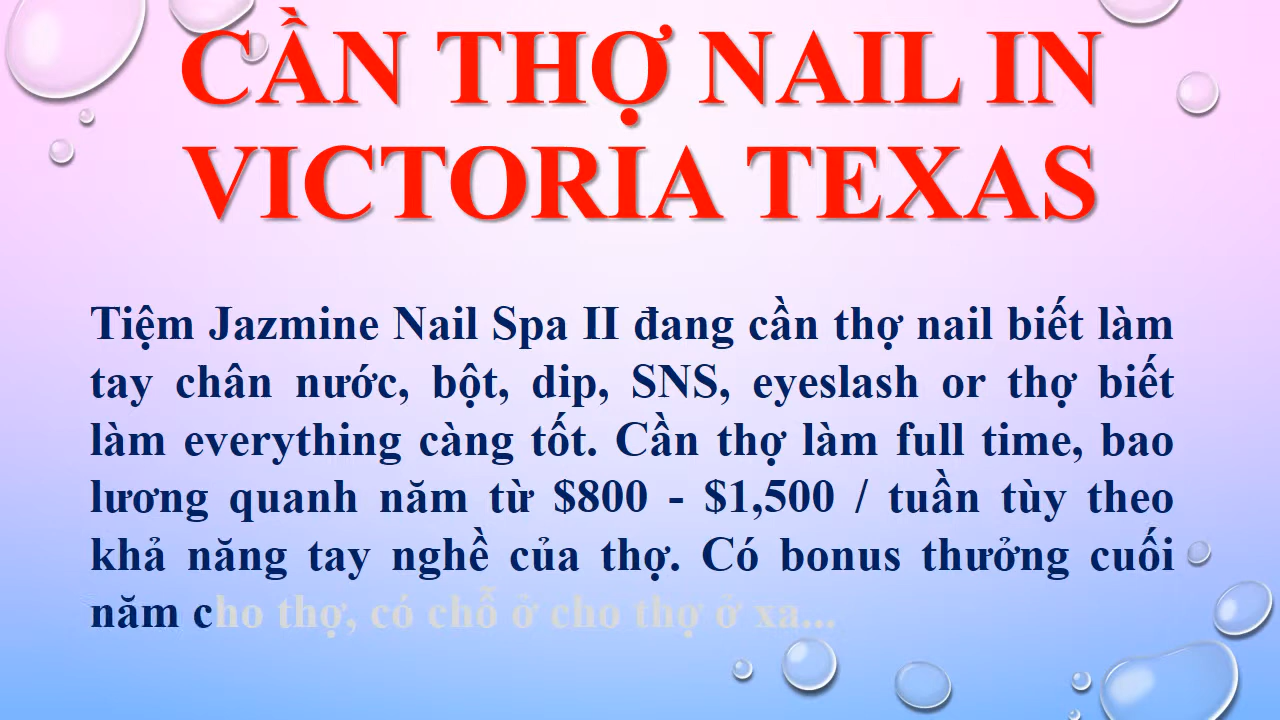 CẦN THỢ NAIL IN
VICTORIA TEXAS
Tiệm Jazmine Nail Spa II đang cần thợ nail biết làm
tay chân nước, bột, dip, SNS, eyeslash or thợ biết
làm everything càng tốt. Cần thợ làm full time, bao
lương quanh năm từ $800 - $1,500 / tuần tùy theo
khả năng tay nghề của thợ. Có bonus thưởng cuối
năm cho thợ, có chỗ ở cho thợ ở xa...